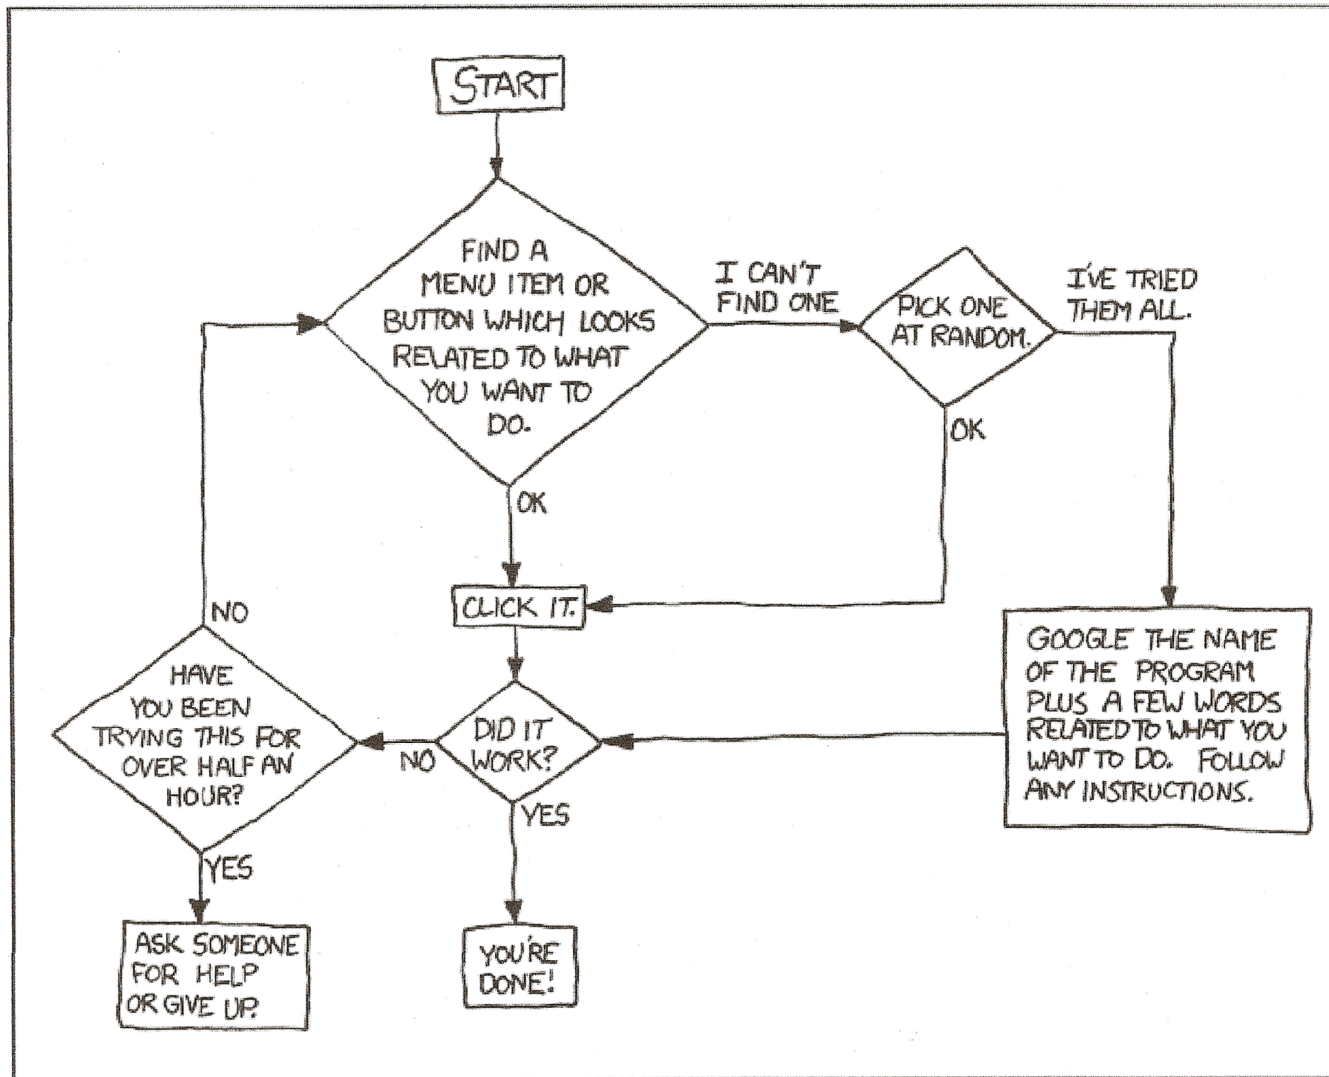 START
FIND A
MENU ITEM OR
BUTTON WHICH LOOKS
RELATED TO WHAT
YOU WANT TO
DO.
I CAN'T
FIND ONE
PICK ONE
AT RANDOM.
I'VE TRIED
THEM ALL.
OK
OK
CLICK IT.
NO
HAVE
YOU BEEN
TRYING THIS FOR
OVER HALF AN
HOUR?
NO
DID IT
WORK?
GOOGLE THE NAME
OF THE PROGRAM
PLUS A FEW WORDS
RELATED TO WHAT YOU
WANT TO DO. FOLLOW
ANY INSTRUCTIONS.
YES
YES
ASK SOMEONE
FOR HELP
OR GIVE UP.
YOU'RE
DONE!